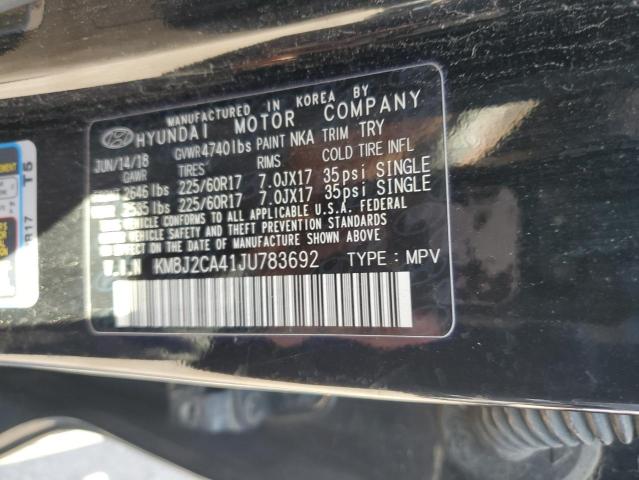 MANUFACTURED IN KOREA BY
HYUNDAI MOTOR COMPANY
JUN/14/18 GVWR4740lbs PAINT NKA TRIM TRY
GAWR TIRES RIMS COLD TIRE INFL
2646 lbs 225/60R17 7.0JX17 35psi SINGLE
225/60R17 7.0JX17 35psi SINGLE
VEHICLE CONFORMS TO ALL APPLICABLE U.S.A. FEDERAL
VEHICLE SAFETY AND THEFT PREVENTION STANDARDS
EFFECT ON THE DATE OF MANUFACTURE SHOWN ABOVE
V.I.N KM8J2CA41JU783692 TYPE : MPV
T5
R17